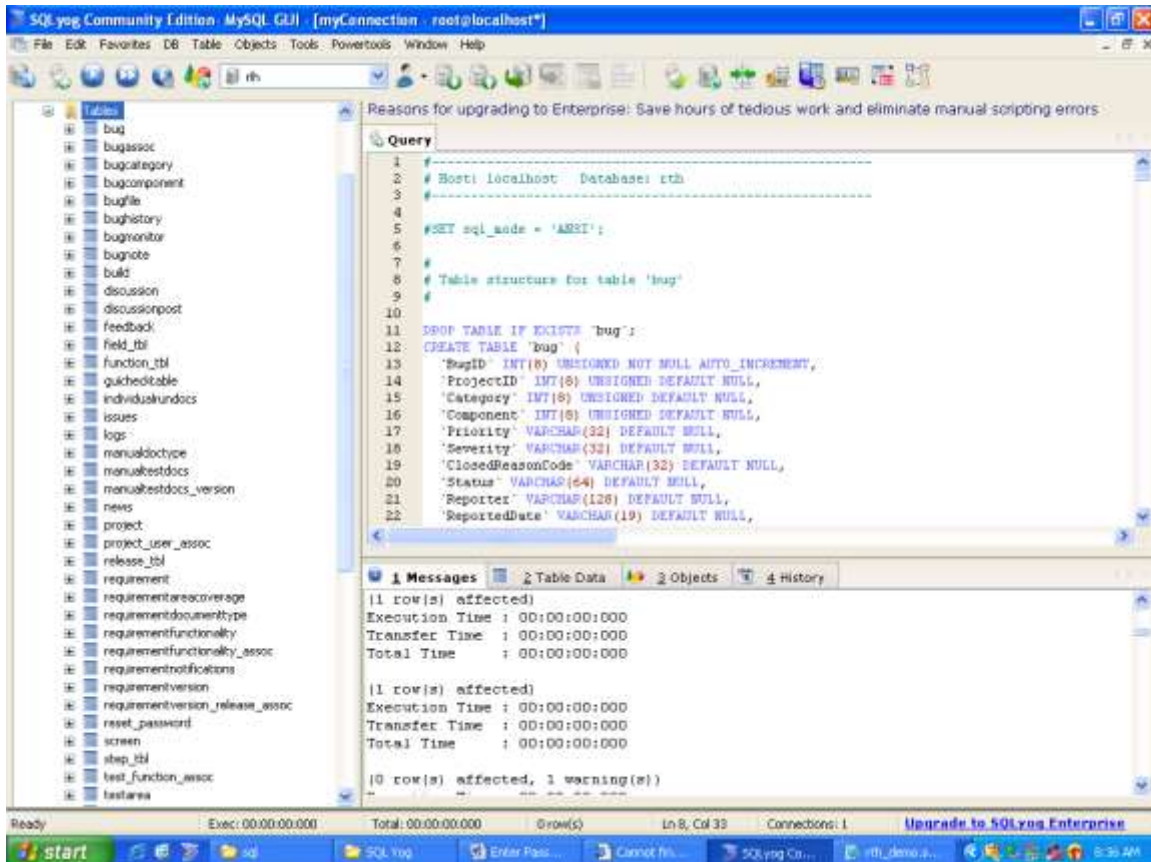 SQLyog Community Edition- MySQL GUI - [myConnection - root@localhost*]
File Edit Favorites DB Table Objects Tools Powertools Window Help
rth
Tables
bug
bugassoc
bugcategory
bugcomponent
bugfile
bughistory
bugmonitor
bugnote
build
discussion
discussionpost
feedback
field_tbl
function_tbl
guichecktable
individualrundocs
issues
logs
manualdoctype
manualtestdocs
manualtestdocs_version
news
project
project_user_assoc
release_tbl
requirement
requirementareacoverage
requirementdocumenttype
requirementfunctionality
requirementfunctionality_assoc
requirementnotifications
requirementversion
requirementversion_release_assoc
reset_password
screen
step_tbl
test_function_assoc
testarea
Reasons for upgrading to Enterprise: Save hours of tedious work and eliminate manual scripting errors
Query
1 #----------------------------------------------------------
2 # Host: localhost Database: rth
3 #----------------------------------------------------------
4
5 #SET sql_mode = 'ANSI';
6
7 #
8 # Table structure for table 'bug'
9 #
10
11 DROP TABLE IF EXISTS `bug`;
12 CREATE TABLE `bug` (
13 `BugID` INT(8) UNSIGNED NOT NULL AUTO_INCREMENT,
14 `ProjectID` INT(8) UNSIGNED DEFAULT NULL,
15 `Category` INT(8) UNSIGNED DEFAULT NULL,
16 `Component` INT(8) UNSIGNED DEFAULT NULL,
17 `Priority` VARCHAR(32) DEFAULT NULL,
18 `Severity` VARCHAR(32) DEFAULT NULL,
19 `ClosedReasonCode` VARCHAR(32) DEFAULT NULL,
20 `Status` VARCHAR(64) DEFAULT NULL,
21 `Reporter` VARCHAR(128) DEFAULT NULL,
22 `ReportedDate` VARCHAR(19) DEFAULT NULL,
1 Messages 2 Table Data 3 Objects 4 History
(1 row(s) affected)
Execution Time : 00:00:00:000
Transfer Time : 00:00:00:000
Total Time : 00:00:00:000
(1 row(s) affected)
Execution Time : 00:00:00:000
Transfer Time : 00:00:00:000
Total Time : 00:00:00:000
(0 row(s) affected, 1 warning(s))
Ready Exec: 00:00:00:000 Total: 00:00:00:000 0 row(s) Ln 8, Col 33 Connections: 1 Upgrade to SQLyog Enterprise
start sql SQL Yog Enter Pass... Cannot fin... SQLyog Co... rth_demo.a... 8:36 AM